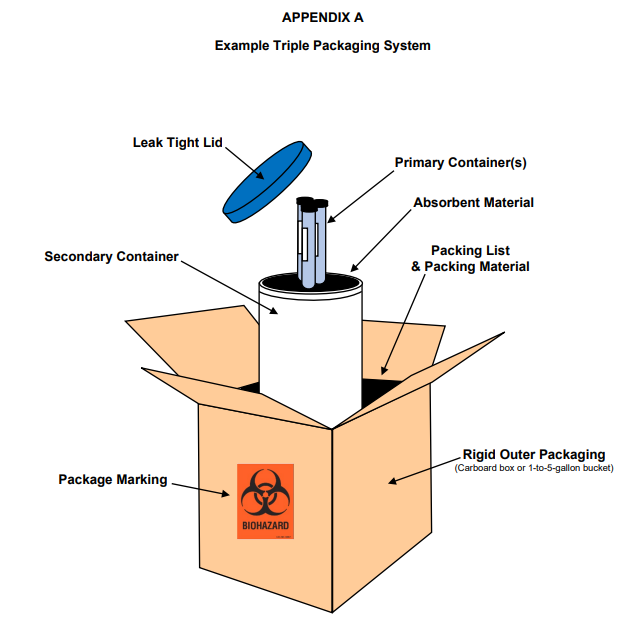 APPENDIX A
Example Triple Packaging System
Leak Tight Lid
Primary Container(s)
Absorbent Material
Secondary Container
Packing List
& Packing Material
Rigid Outer Packaging
(Carboard box or 1-to-5-gallon bucket)
Package Marking
BIOHAZARD